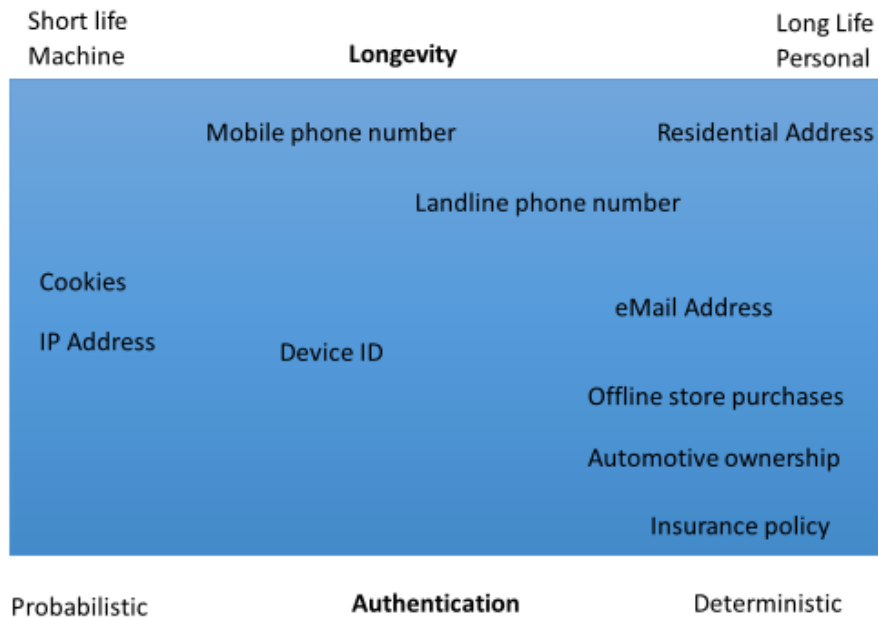 Short life
Machine
Longevity
Long Life
Personal
Mobile phone number
Residential Address
Landline phone number
Cookies
eMail Address
IP Address
Device ID
Offline store purchases
Automotive ownership
Insurance policy
Probabilistic
Authentication
Deterministic